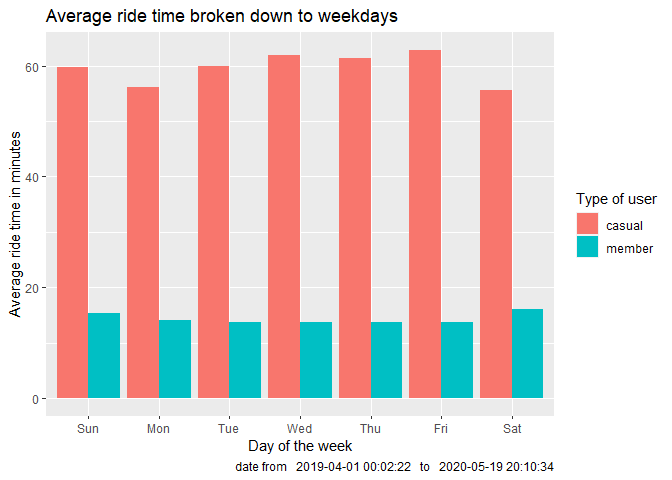 Average ride time broken down to weekdays
Average ride time in minutes
60
40
20
0
Sun Mon Tue Wed Thu Fri Sat
Day of the week
date from 2019-04-01 00:02:22 to 2020-05-19 20:10:34
Type of user
casual
member